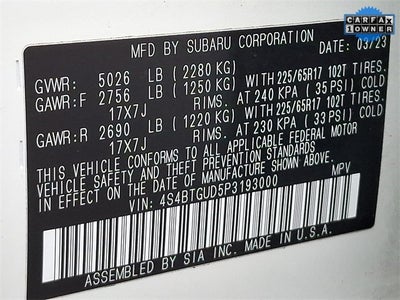 CARFAX
1 OWNER
MFD BY SUBARU CORPORATION DATE: 03/23
GVWR: 5026 LB (2280 KG)
GAWR:F 2756 LB (1250 KG) WITH 225/65R17 102T TIRES.
17X7J RIMS. AT 240 KPA (35 PSI) COLD
GAWR:R 2690 LB (1220 KG) WITH 225/65R17 102T TIRES.
17X7J RIMS. AT 230 KPA (33 PSI) COLD
THIS VEHICLE CONFORMS TO ALL APPLICABLE FEDERAL MOTOR
VEHICLE SAFETY AND THEFT PREVENTION STANDARDS
IN EFFECT ON THE DATE OF MANUFACTURE SHOWN ABOVE.
VIN: 4S4BTGUD5P3193000 MPV
ASSEMBLED BY SIA INC. MADE IN U.S.A.